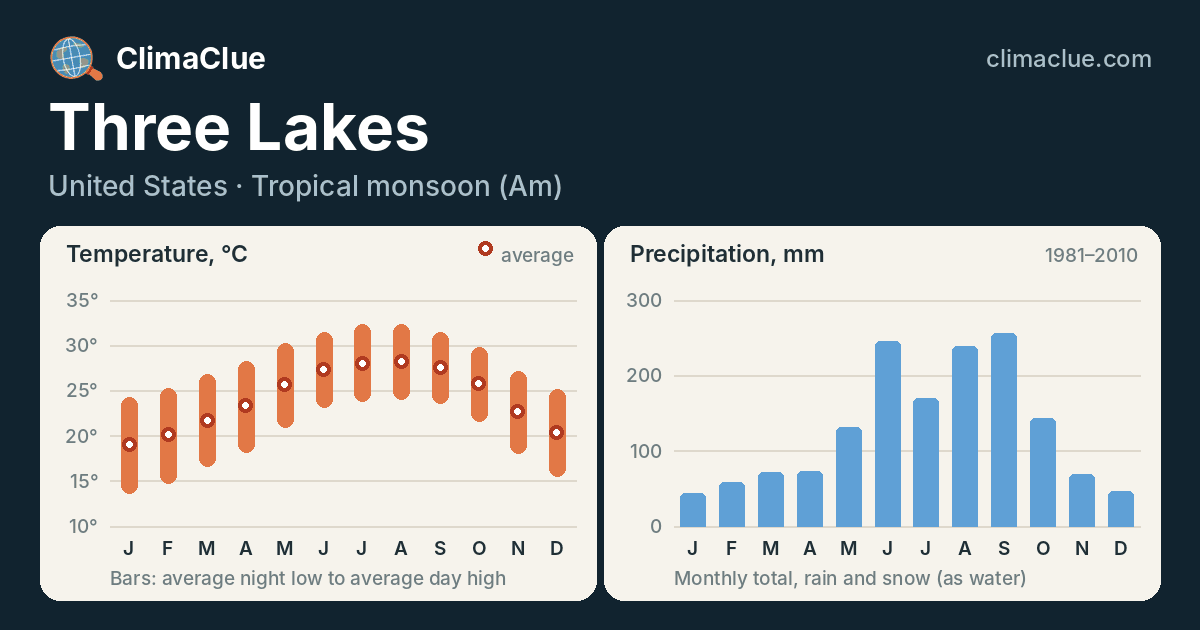 ClimaClue
climaclue.com
Three Lakes
United States · Tropical monsoon (Am)
Temperature, °C
average
35°
30°
25°
20°
15°
10°
J F M A M J J A S O N D
Bars: average night low to average day high
Precipitation, mm
1981–2010
300
200
100
0
J F M A M J J A S O N D
Monthly total, rain and snow (as water)